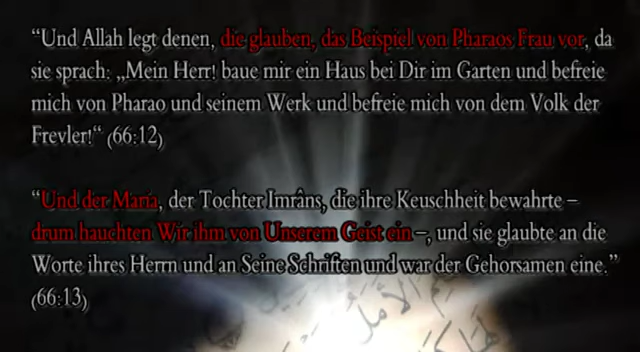 “Und Allah legt denen, die glauben, das Beispiel von Pharaos Frau vor, da
sie sprach: „Mein Herr! baue mir ein Haus bei Dir im Garten und befreie
mich von Pharao und seinem Werk und befreie mich von dem Volk der
Frevler!“ (66:12)
“Und der Maria, der Tochter Imrâns, die ihre Keuschheit bewahrte –
drum hauchten Wir ihm von Unserem Geist ein –, und sie glaubte an die
Worte ihres Herrn und an Seine Schriften und war der Gehorsamen eine.”
(66:13)